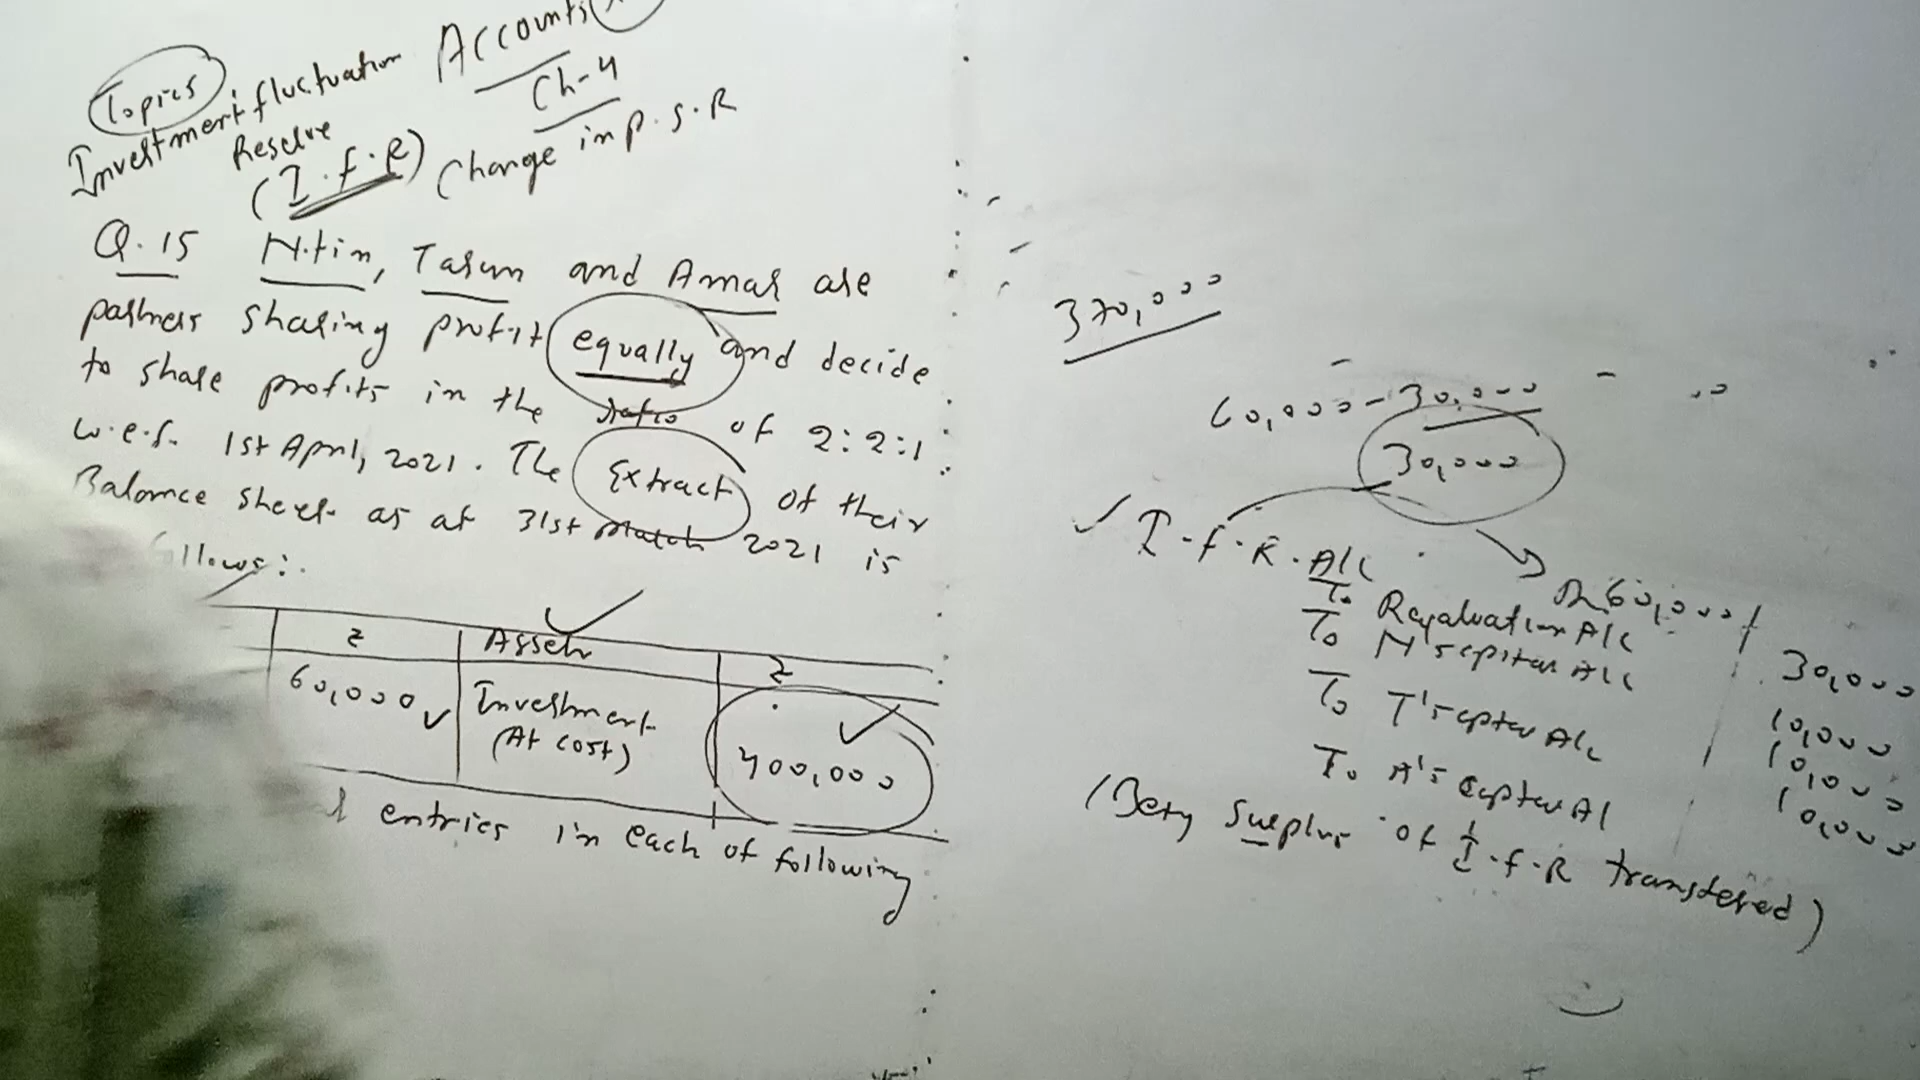 Topics
Accounts
Investment fluctuation
Reserve
(I.f.R)
Ch-4
Change in p.s.R
Q.15 Nitin, Tarun and Amar are
partners sharing profit equally and decide
to share profits in the ratio of 2:2:1
w.e.f. 1st April, 2021. The Extract of their
Balance sheet as at 31st March 2021 is
follows:
₹ Assets ₹
60,000 Investment (At cost) 400,000
entries in each of following
370,000
60,000-30,000
30,000
I.f.R. A/c Dr 60,000
To Revaluation A/c 30,000
To N's capital A/c 10,000
To T's capital A/c 10,000
To A's capital A/c 10,000
(Being surplus of I.f.R transfered)